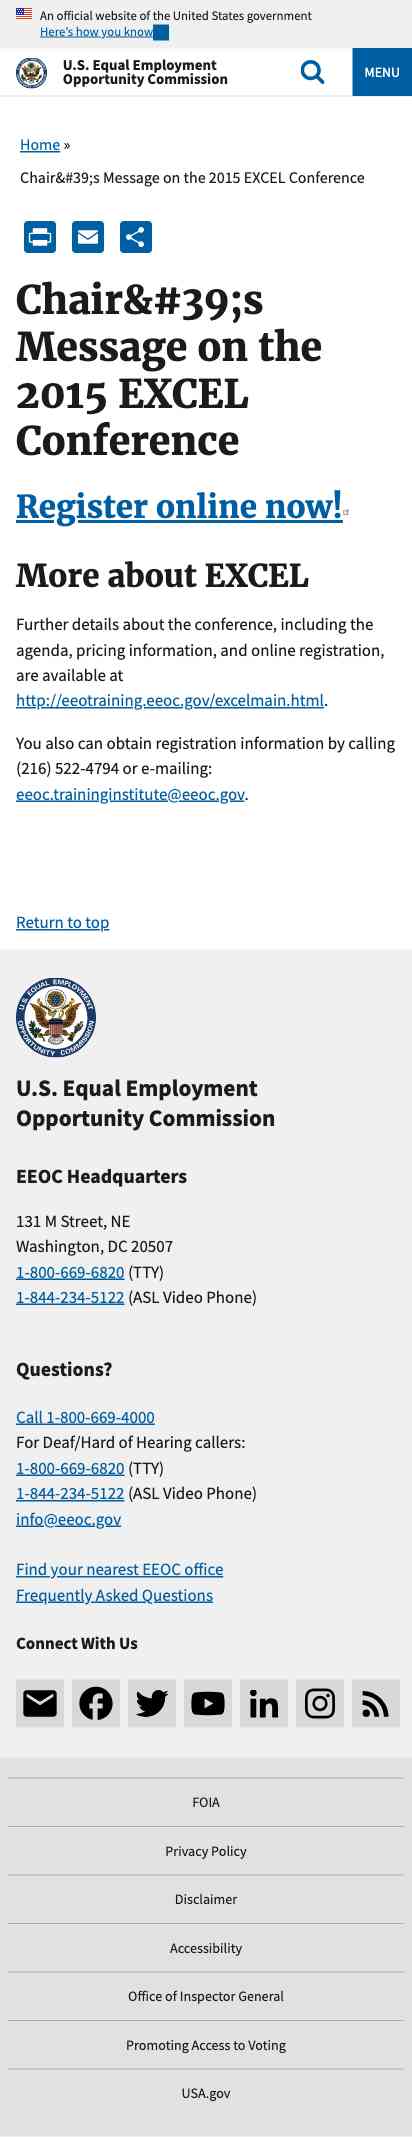 An official website of the United States government
Here's how you know
U.S. Equal Employment
Opportunity Commission
MENU
Home »
Chair&#39;s Message on the 2015 EXCEL Conference
Chair&#39;s
Message on the
2015 EXCEL
Conference
Register online now!
More about EXCEL
Further details about the conference, including the
agenda, pricing information, and online registration,
are available at
http://eeotraining.eeoc.gov/excelmain.html.
You also can obtain registration information by calling
(216) 522-4794 or e-mailing:
eeoc.traininginstitute@eeoc.gov.
Return to top
U.S. EQUAL EMPLOYMENT OPPORTUNITY COMMISSION
U.S. Equal Employment
Opportunity Commission
EEOC Headquarters
131 M Street, NE
Washington, DC 20507
1-800-669-6820 (TTY)
1-844-234-5122 (ASL Video Phone)
Questions?
Call 1-800-669-4000
For Deaf/Hard of Hearing callers:
1-800-669-6820 (TTY)
1-844-234-5122 (ASL Video Phone)
info@eeoc.gov
Find your nearest EEOC office
Frequently Asked Questions
Connect With Us
FOIA
Privacy Policy
Disclaimer
Accessibility
Office of Inspector General
Promoting Access to Voting
USA.gov